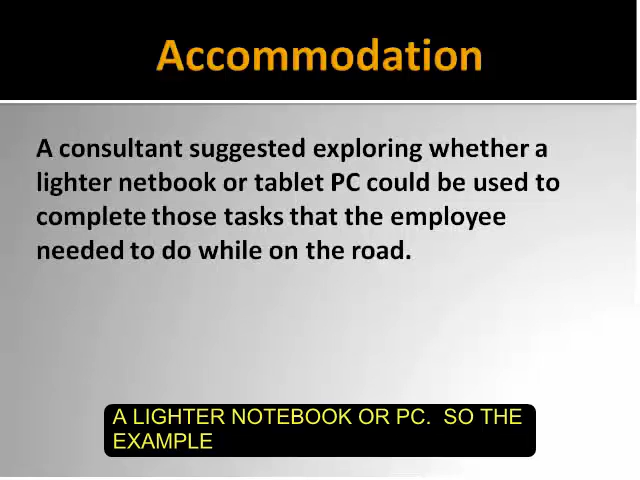 Accommodation
A consultant suggested exploring whether a
lighter netbook or tablet PC could be used to
complete those tasks that the employee
needed to do while on the road.
A LIGHTER NOTEBOOK OR PC.  SO THE
EXAMPLE